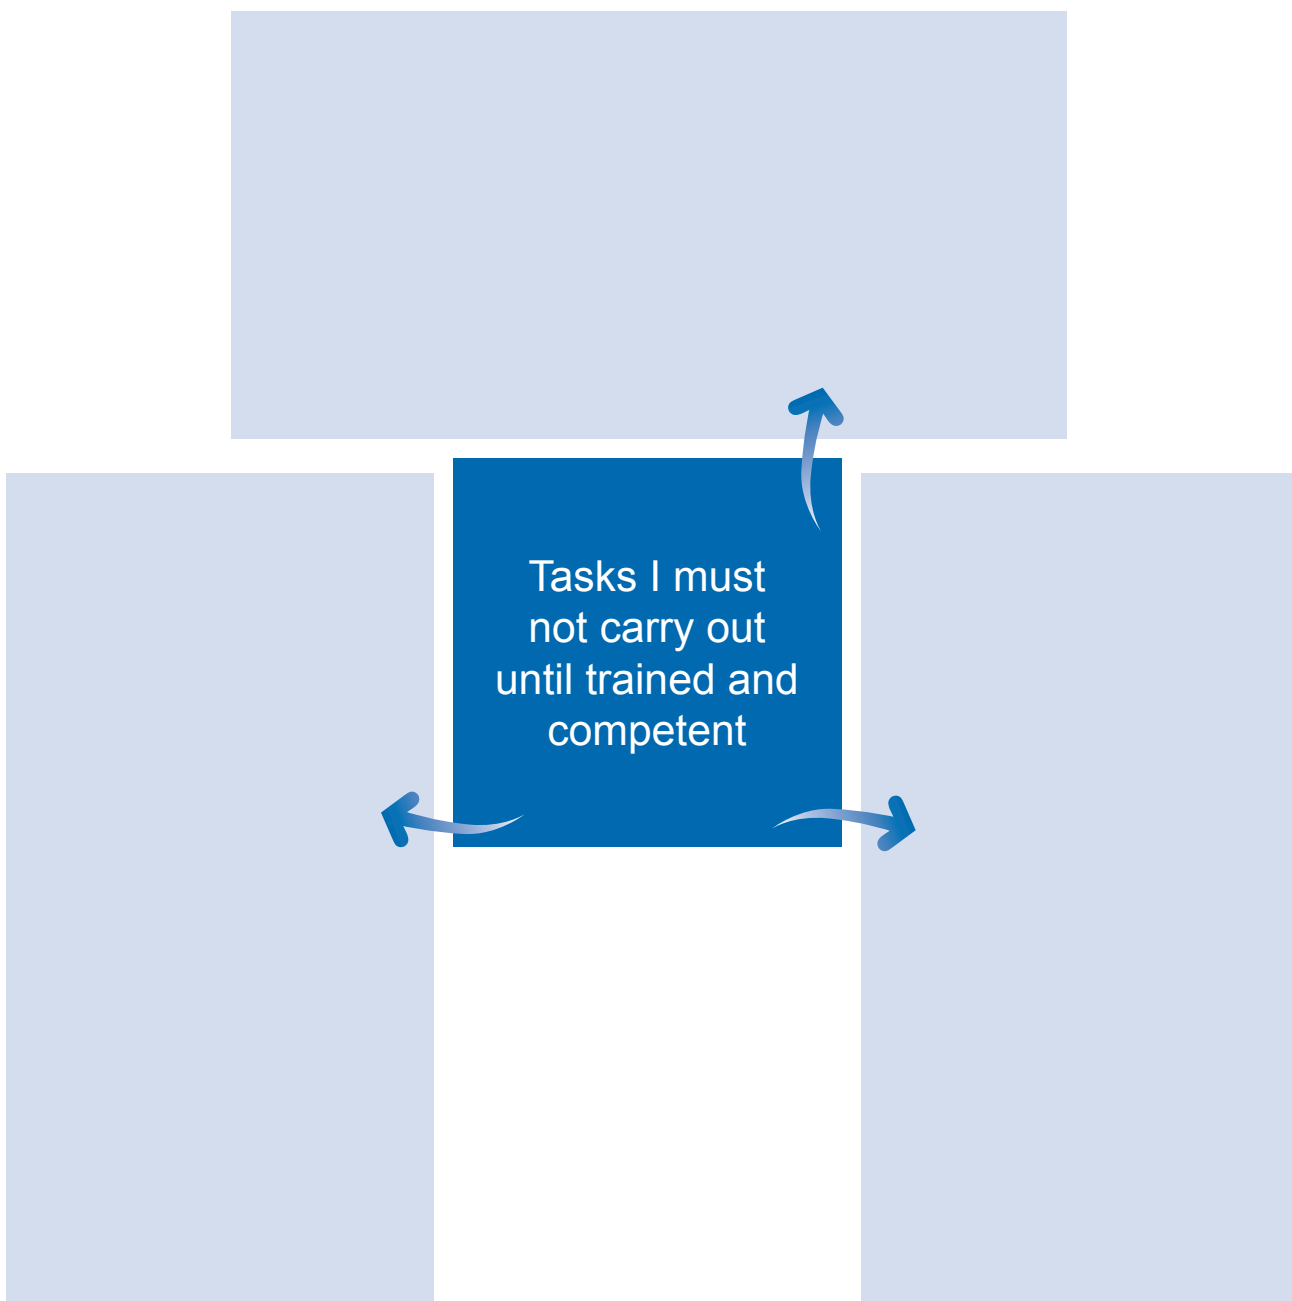 Tasks I must
not carry out
until trained and
competent